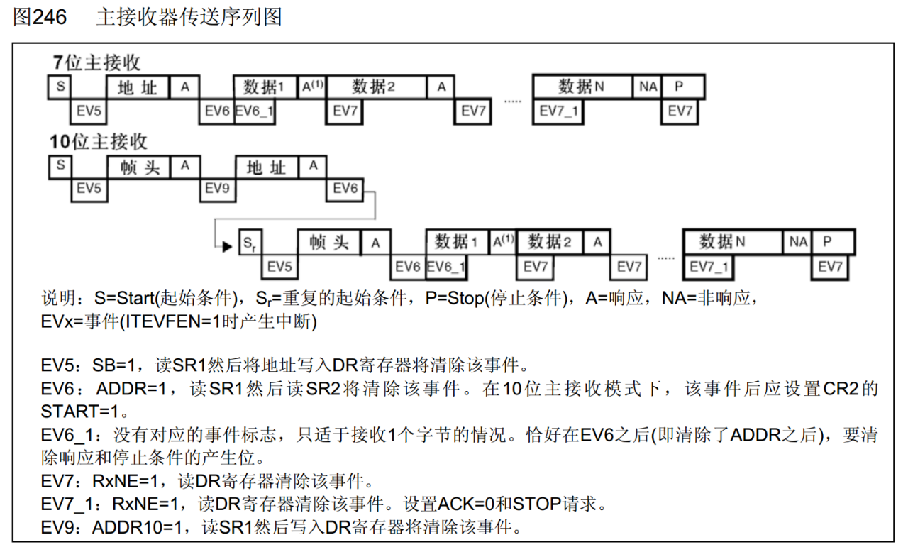 图246 主接收器传送序列图
7位主接收
S 地址 A 数据1 A(1) 数据2 A ..... 数据N NA P
EV5 EV6 EV6_1 EV7 EV7 EV7_1 EV7
10位主接收
S 帧头 A 地址 A
EV5 EV9 EV6
Sr 帧头 A 数据1 A(1) 数据2 A ..... 数据N NA P
EV5 EV6 EV6_1 EV7 EV7 EV7_1 EV7
说明：S=Start(起始条件)，Sr=重复的起始条件，P=Stop(停止条件)，A=响应，NA=非响应，
EVx=事件(ITEVFEN=1时产生中断)
EV5：SB=1，读SR1然后将地址写入DR寄存器将清除该事件。
EV6：ADDR=1，读SR1然后读SR2将清除该事件。在10位主接收模式下，该事件后应设置CR2的
START=1。
EV6_1：没有对应的事件标志，只适于接收1个字节的情况。恰好在EV6之后(即清除了ADDR之后)，要清
除响应和停止条件的产生位。
EV7：RxNE=1，读DR寄存器清除该事件。
EV7_1：RxNE=1，读DR寄存器清除该事件。设置ACK=0和STOP请求。
EV9：ADDR10=1，读SR1然后写入DR寄存器将清除该事件。